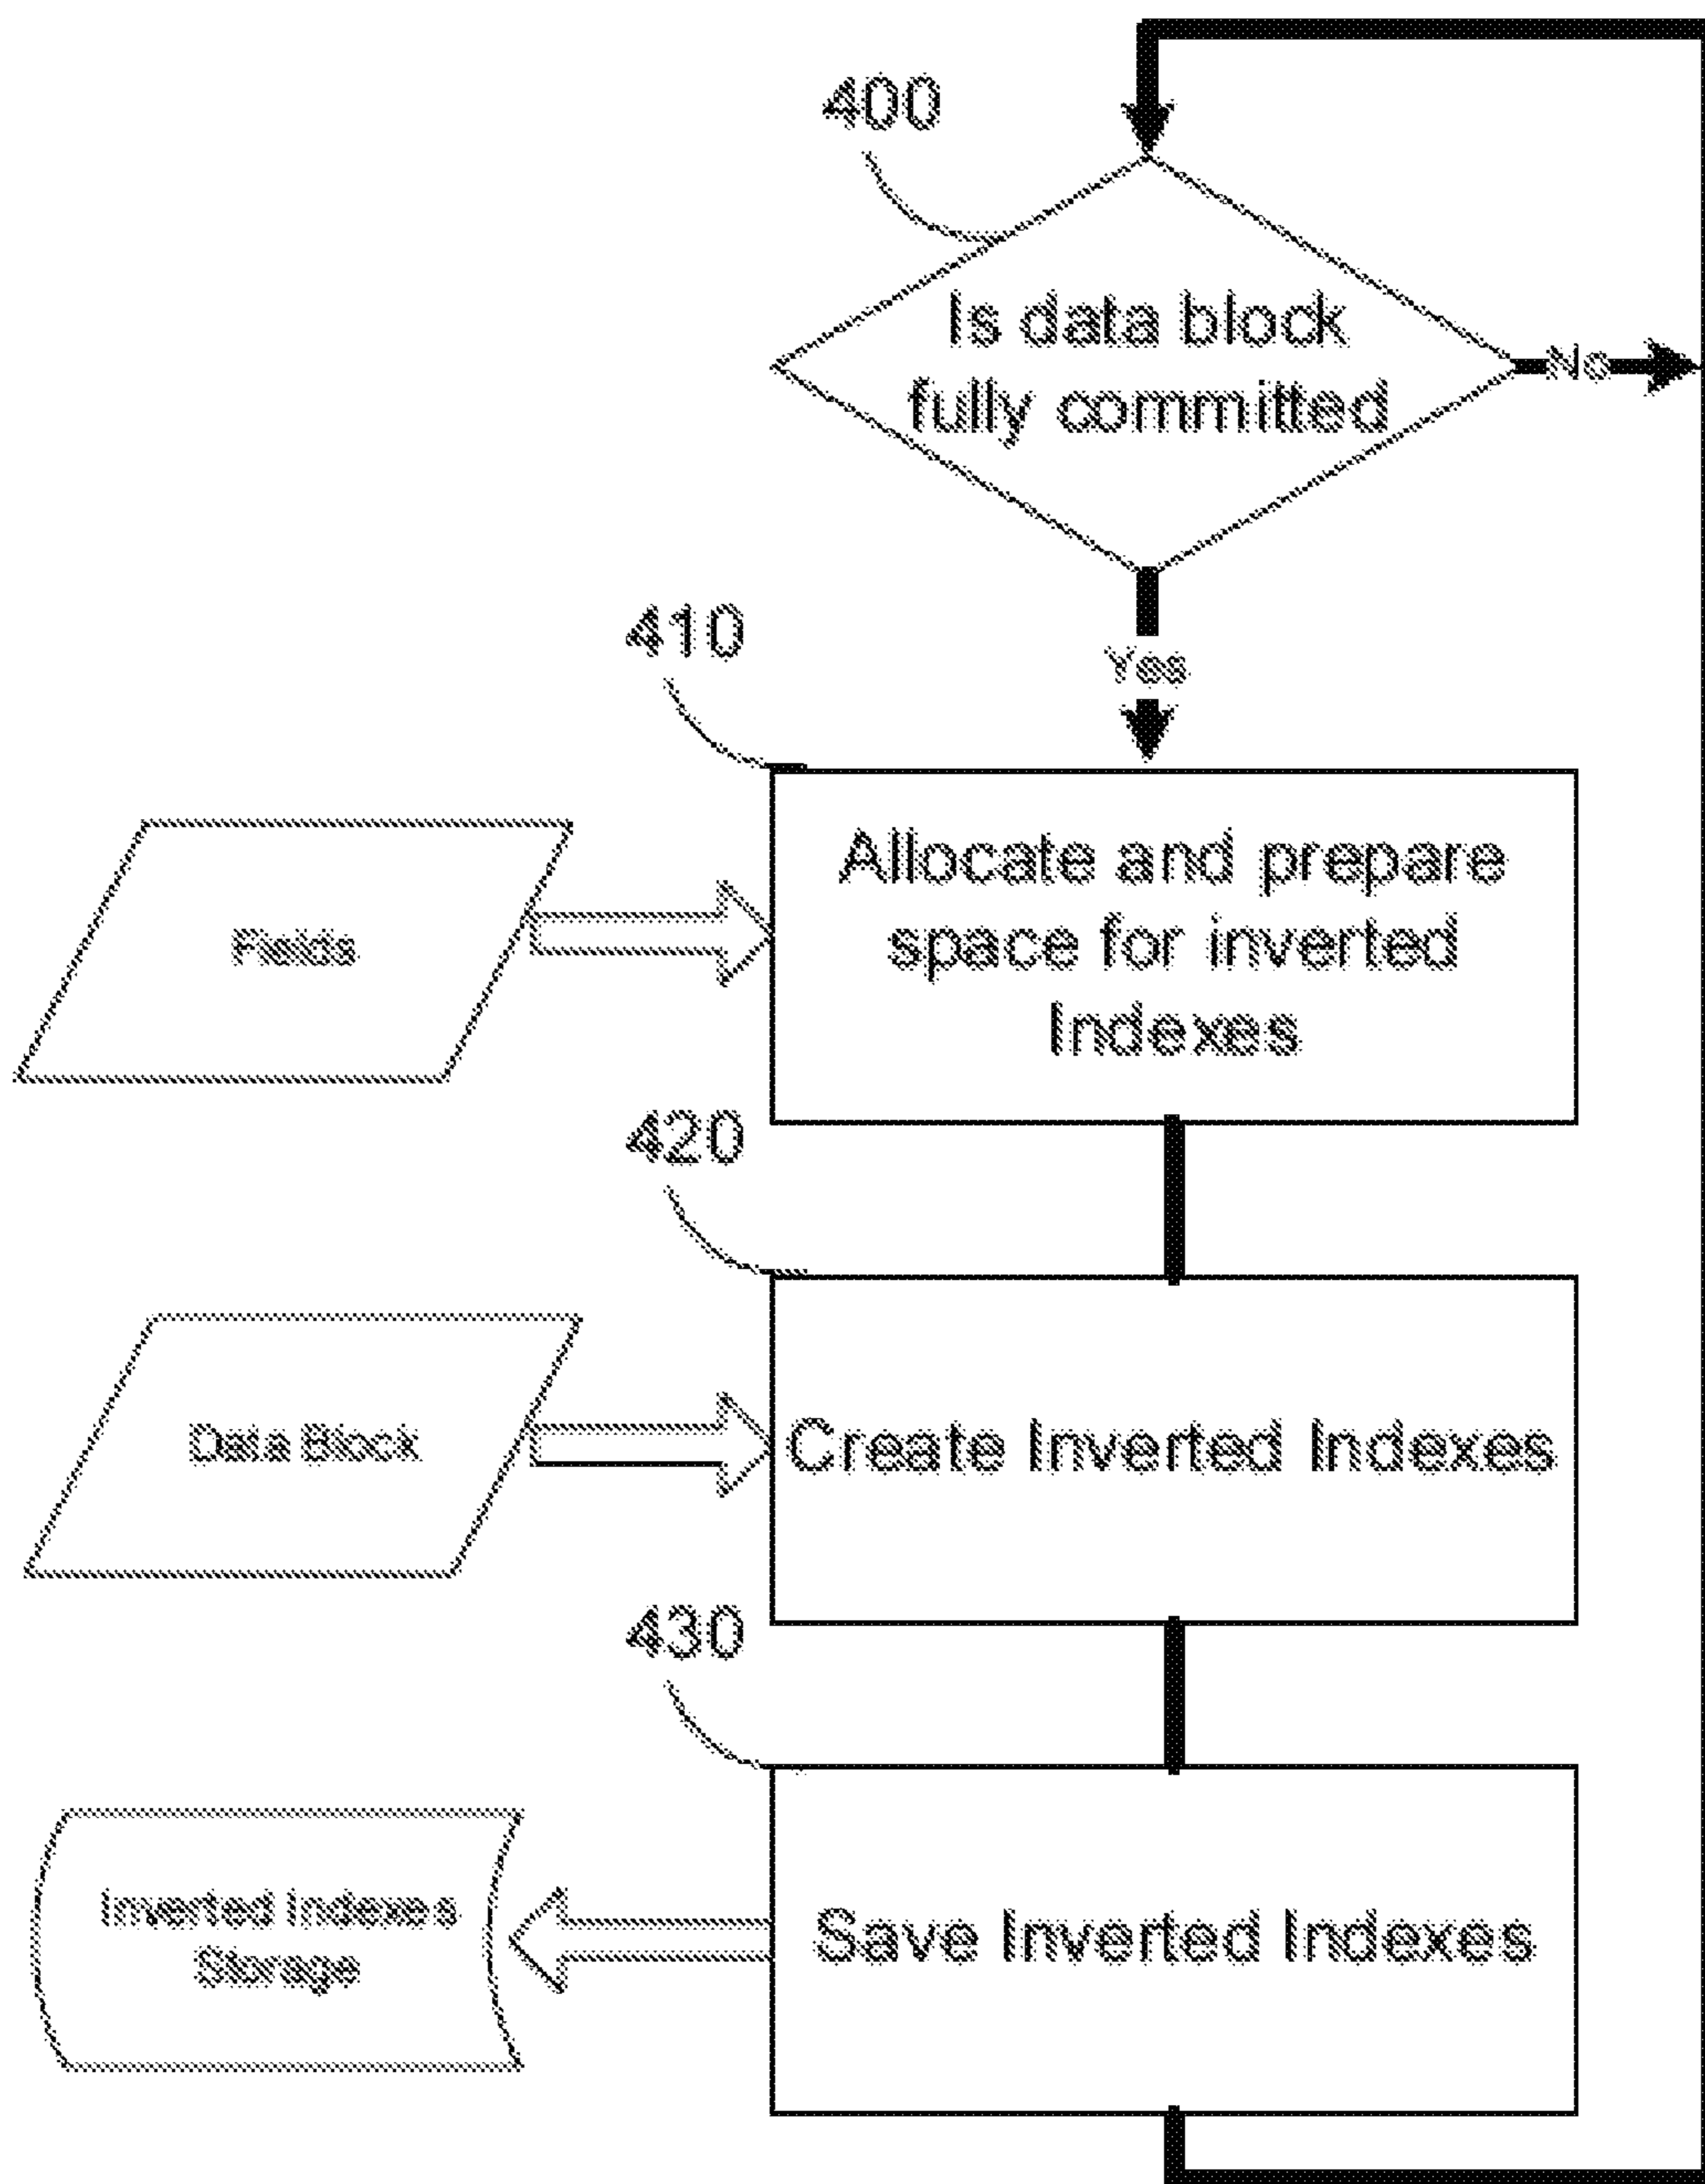 400
Is data block
fully committed
No
Yes
410
Allocate and prepare
space for inverted
Indexes
Fields
420
Create Inverted Indexes
Data Block
430
Save Inverted Indexes
Inverted Indexes
Storage